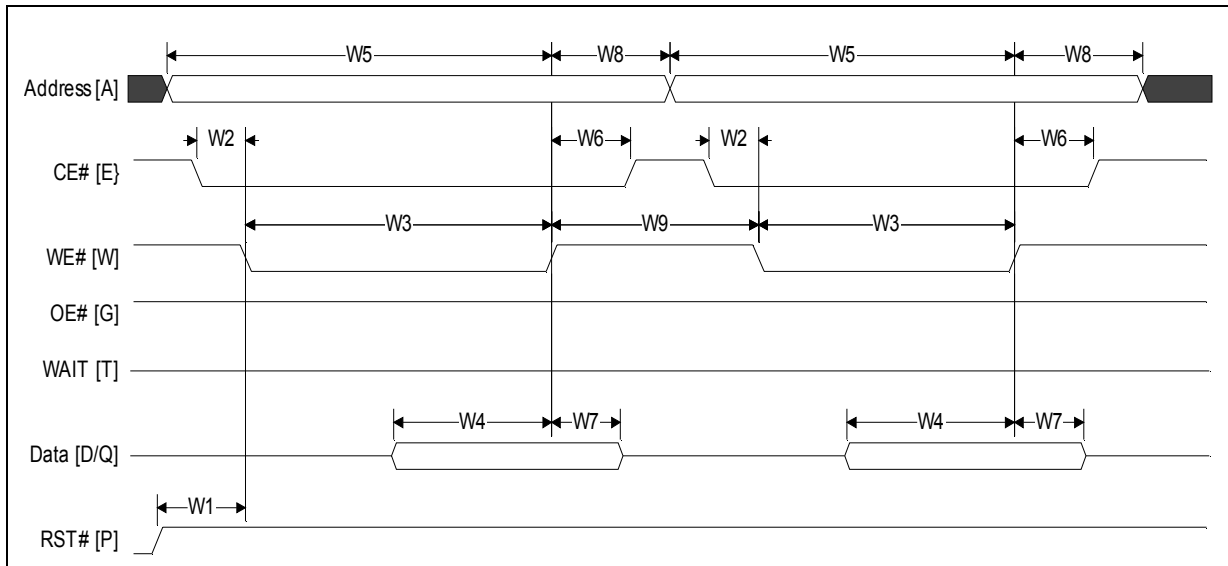 W5 W8 W5 W8
Address [A]
W2 W6 W2 W6
CE# [E}
W3 W9 W3
WE# [W]
OE# [G]
WAIT [T]
W4 W7 W4 W7
Data [D/Q]
W1
RST# [P]